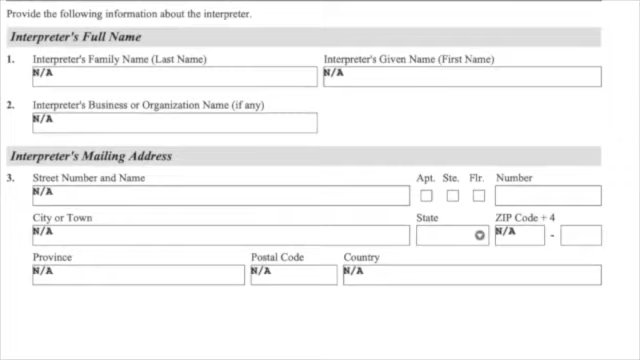 Provide the following information about the interpreter.
Interpreter's Full Name
1. Interpreter's Family Name (Last Name) Interpreter's Given Name (First Name)
N/A N/A
2. Interpreter's Business or Organization Name (if any)
N/A
Interpreter's Mailing Address
3. Street Number and Name Apt. Ste. Flr. Number
N/A
City or Town State ZIP Code + 4
N/A N/A -
Province Postal Code Country
N/A N/A N/A